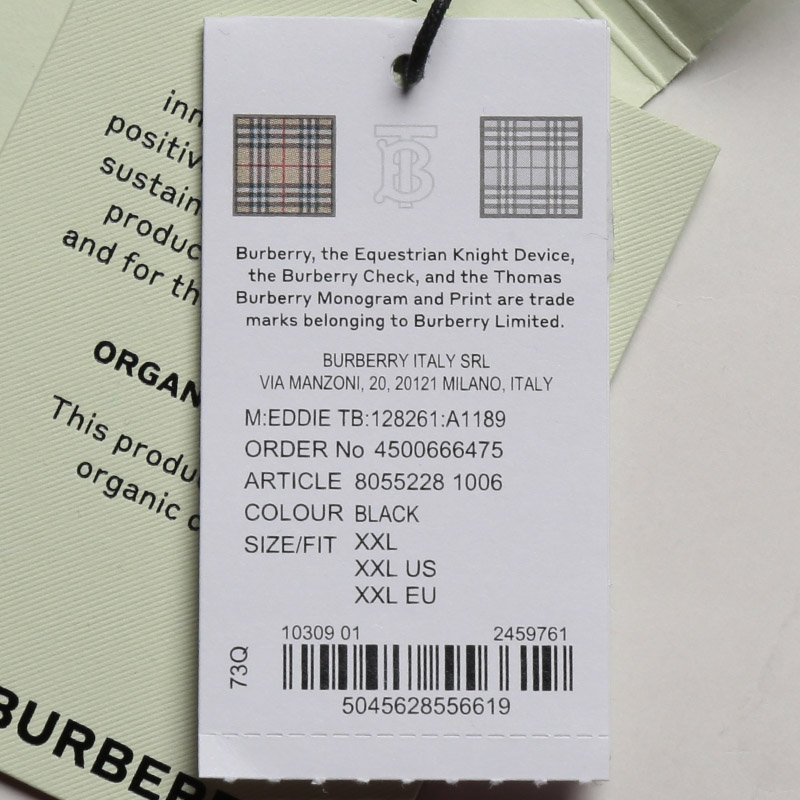 positiv
sustain
produc
and for th
ORGAN
This produ
organic c
BURBER
Burberry, the Equestrian Knight Device,
the Burberry Check, and the Thomas
Burberry Monogram and Print are trade
marks belonging to Burberry Limited.
BURBERRY ITALY SRL
VIA MANZONI, 20, 20121 MILANO, ITALY
M:EDDIE TB:128261:A1189
ORDER No 4500666475
ARTICLE 8055228 1006
COLOUR BLACK
SIZE/FIT XXL
XXL US
XXL EU
10309 01 2459761
73Q
5045628556619